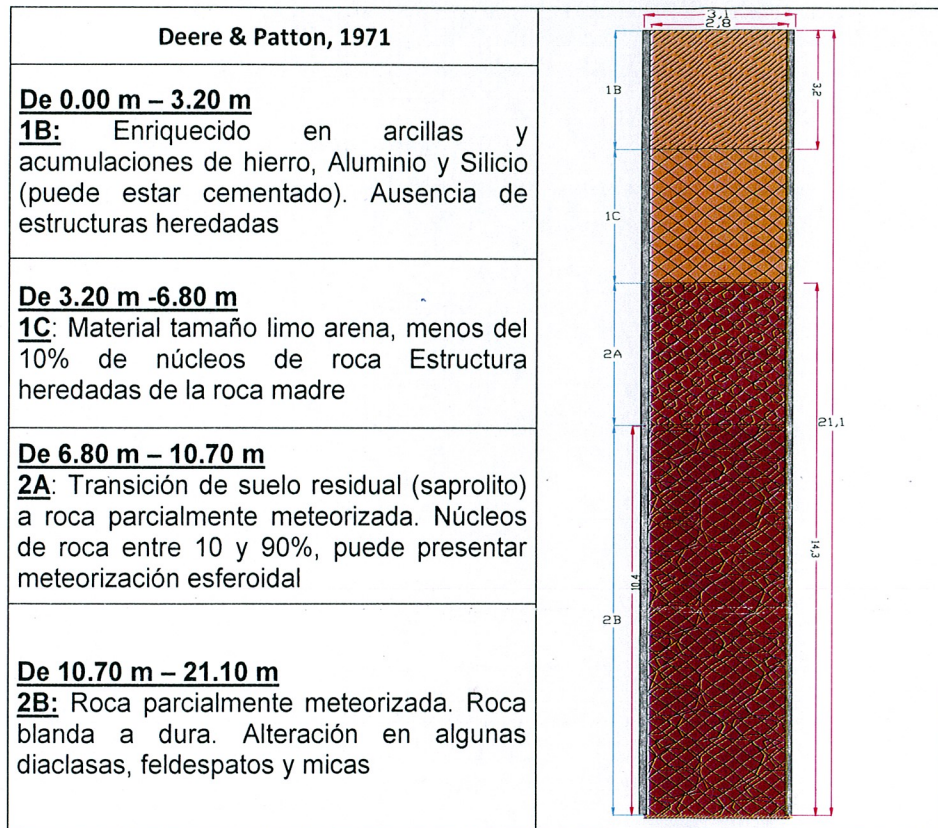 Deere & Patton, 1971
De 0.00 m – 3.20 m
1B: Enriquecido en arcillas y
acumulaciones de hierro, Aluminio y Silicio
(puede estar cementado). Ausencia de
estructuras heredadas
De 3.20 m -6.80 m
1C: Material tamaño limo arena, menos del
10% de núcleos de roca Estructura
heredadas de la roca madre
De 6.80 m – 10.70 m
2A: Transición de suelo residual (saprolito)
a roca parcialmente meteorizada. Núcleos
de roca entre 10 y 90%, puede presentar
meteorización esferoidal
De 10.70 m – 21.10 m
2B: Roca parcialmente meteorizada. Roca
blanda a dura. Alteración en algunas
diaclasas, feldespatos y micas
3,1
2,8
1B
3,2
1C
2A
21,1
14,3
10,4
2B